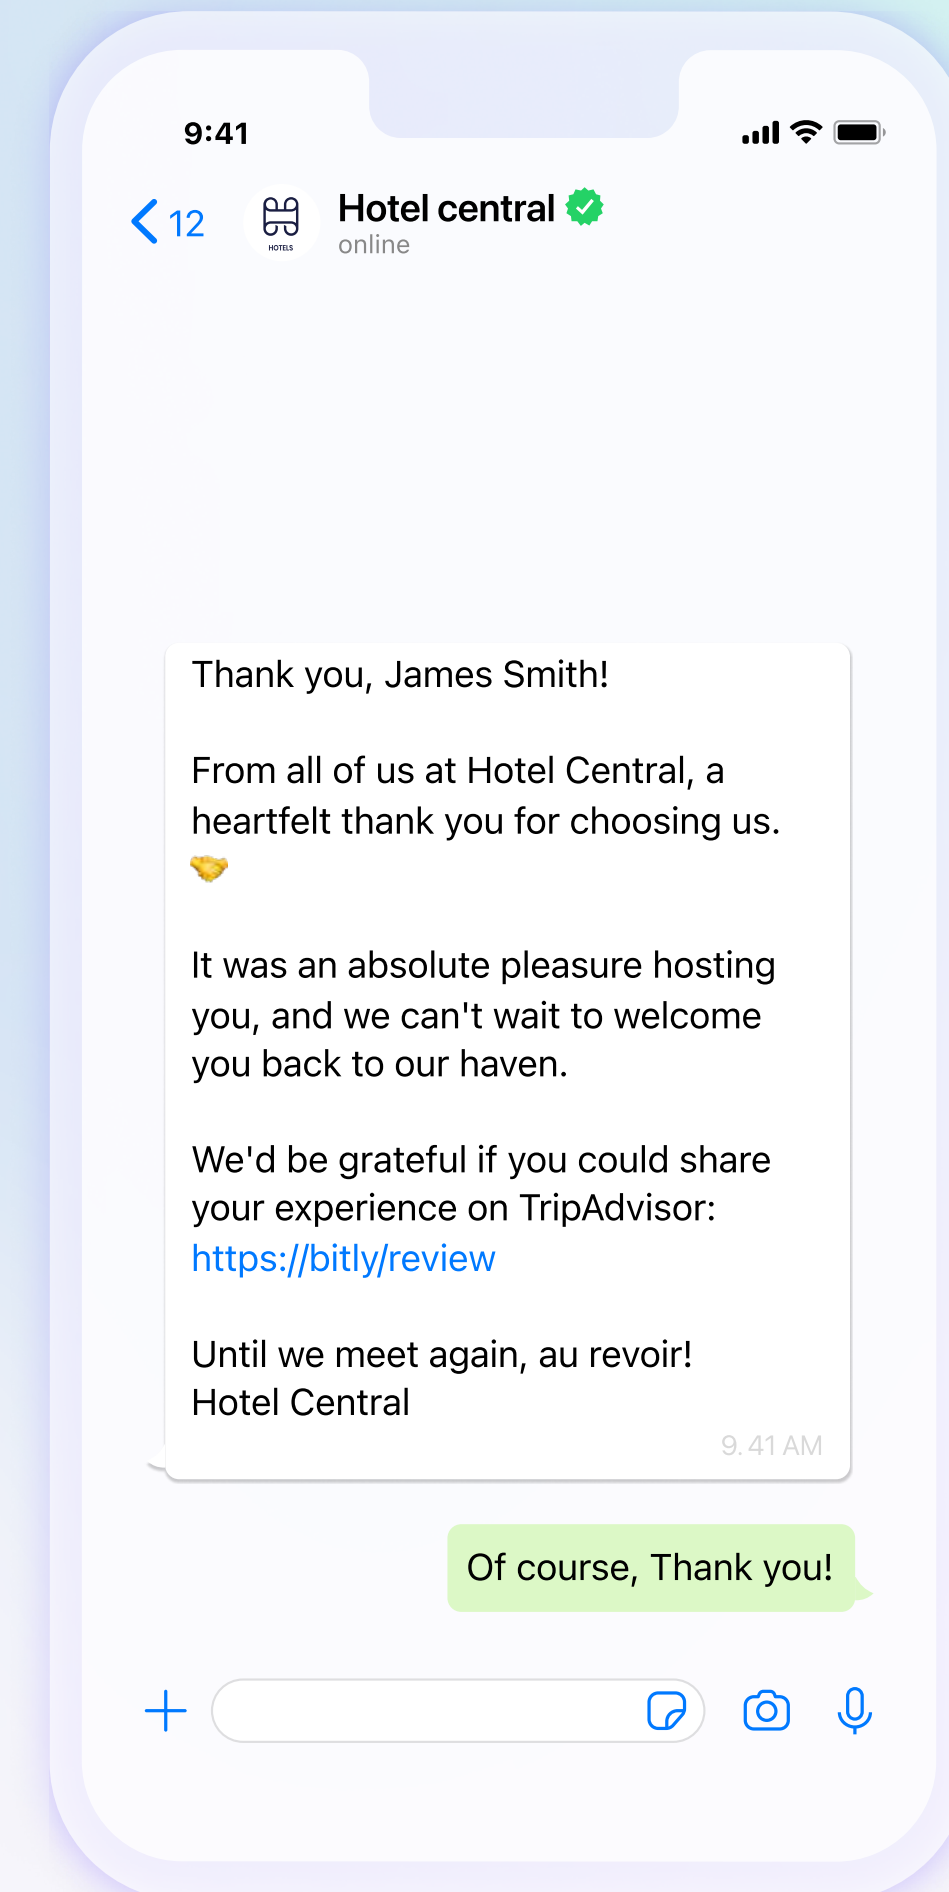 9:41
12
Hotel central
online
HOTELS
Thank you, James Smith!
From all of us at Hotel Central, a
heartfelt thank you for choosing us.
🤝
It was an absolute pleasure hosting
you, and we can't wait to welcome
you back to our haven.
We'd be grateful if you could share
your experience on TripAdvisor:
https://bitly/review
Until we meet again, au revoir!
Hotel Central
9.41 AM
Of course, Thank you!